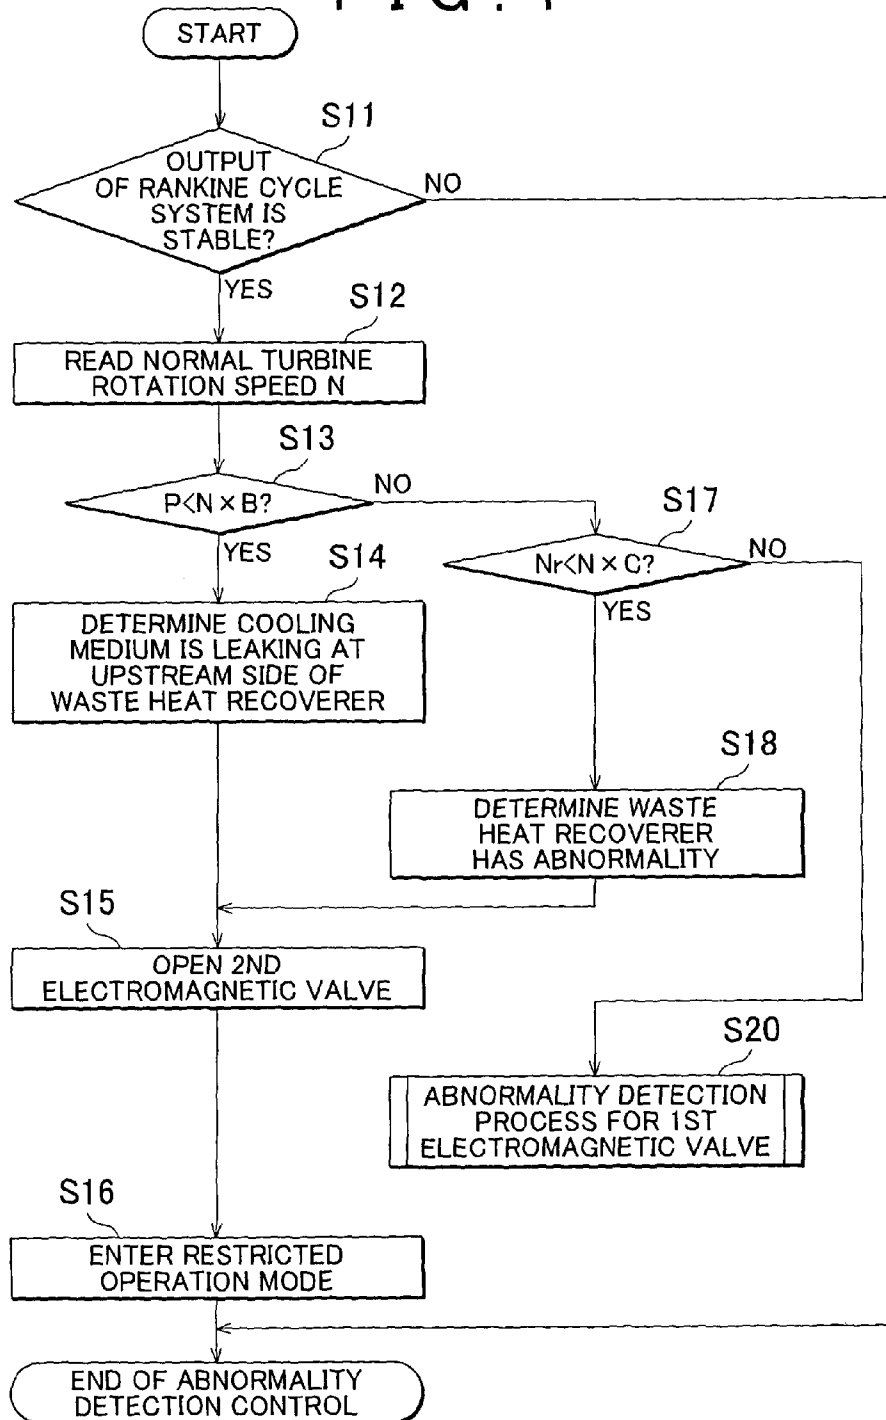 START
S11
OUTPUT
OF RANKINE CYCLE
SYSTEM IS
STABLE?
NO
YES
S12
READ NORMAL TURBINE
ROTATION SPEED N
S13
P<N × B?
NO
YES
S17
Nr<N × C?
NO
YES
S14
DETERMINE COOLING
MEDIUM IS LEAKING AT
UPSTREAM SIDE OF
WASTE HEAT RECOVERER
S18
DETERMINE WASTE
HEAT RECOVERER
HAS ABNORMALITY
S15
OPEN 2ND
ELECTROMAGNETIC VALVE
S20
ABNORMALITY DETECTION
PROCESS FOR 1ST
ELECTROMAGNETIC VALVE
S16
ENTER RESTRICTED
OPERATION MODE
END OF ABNORMALITY
DETECTION CONTROL